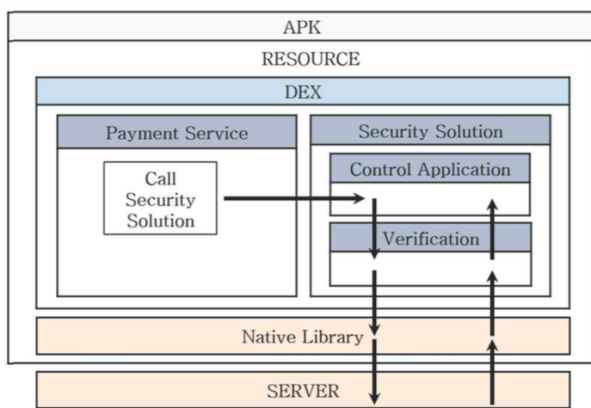 APK
RESOURCE
DEX
Payment Service
Security Solution
Call
Security
Solution
Control Application
Verification
Native Library
SERVER